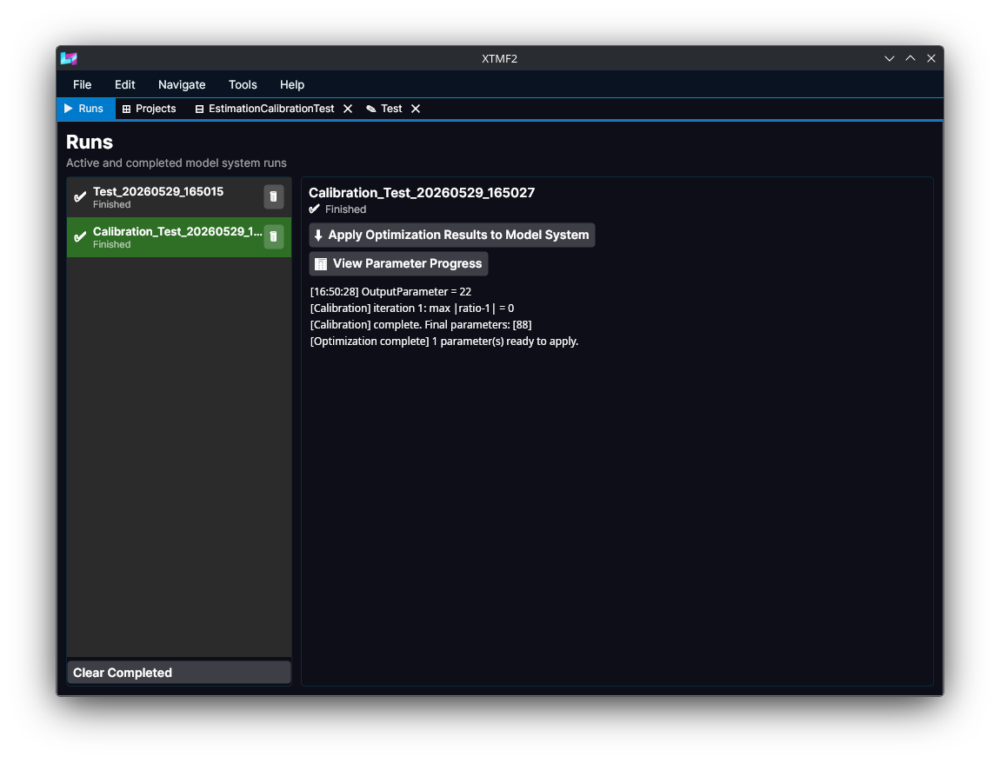 XTMF2
File Edit Navigate Tools Help
Runs Projects EstimationCalibrationTest Test
Runs
Active and completed model system runs
Test_20260529_165015
Finished
Calibration_Test_20260529_1...
Finished
Clear Completed
Calibration_Test_20260529_165027
Finished
Apply Optimization Results to Model System
View Parameter Progress
[16:50:28] OutputParameter = 22
[Calibration] iteration 1: max |ratio-1| = 0
[Calibration] complete. Final parameters: [88]
[Optimization complete] 1 parameter(s) ready to apply.